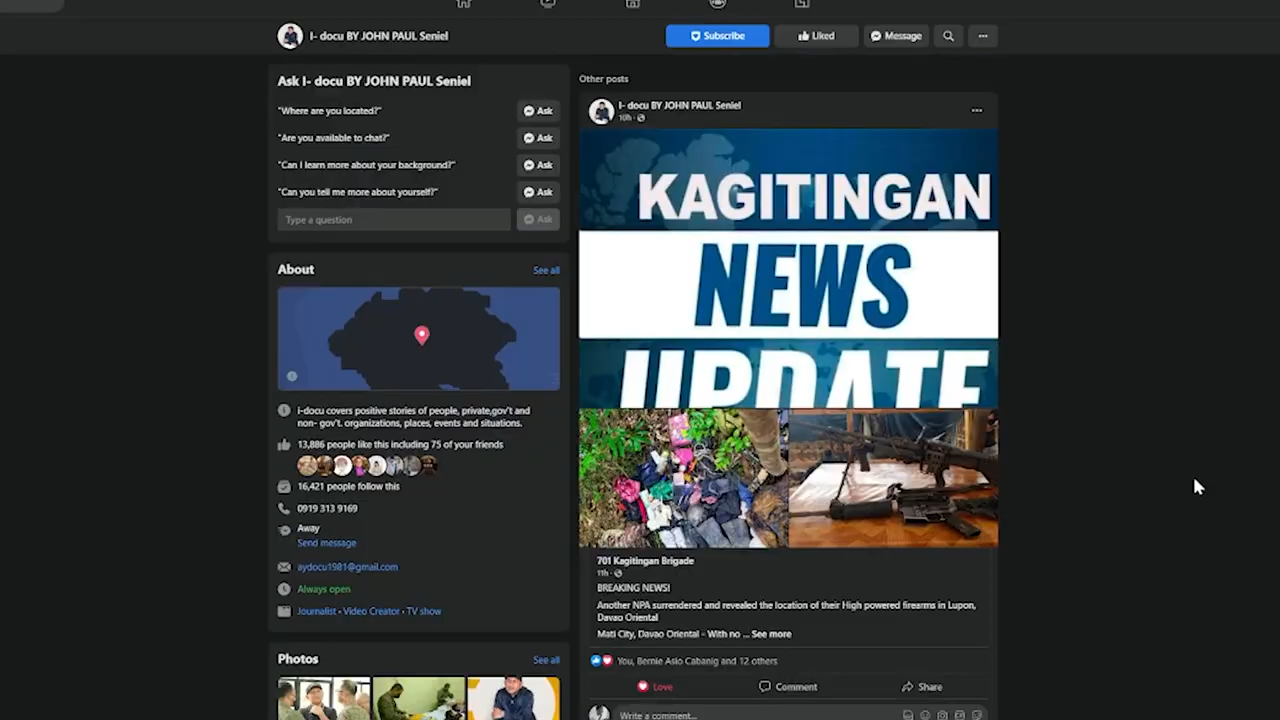 I- docu BY JOHN PAUL Seniel
Subscribe
Liked
Message
Ask I- docu BY JOHN PAUL Seniel
"Where are you located?"
Ask
"Are you available to chat?"
Ask
"Can I learn more about your background?"
Ask
"Can you tell me more about yourself?"
Ask
Type a question
Ask
About
See all
i-docu covers positive stories of people, private,gov't and
non- gov't. organizations, places, events and situations.
13,886 people like this including 75 of your friends
16,421 people follow this
0919 313 9169
Away
Send message
aydocu1981@gmail.com
Always open
Journalist · Video Creator · TV show
Photos
See all
Other posts
I- docu BY JOHN PAUL Seniel
10h ·
KAGITINGAN
NEWS
UPDATE
701 Kagitingan Brigade
11h ·
BREAKING NEWS!
Another NPA surrendered and revealed the location of their High powered firearms in Lupon,
Davao Oriental
Mati City, Davao Oriental - With no ... See more
You, Bernie Aslo Cabanig and 12 others
Love
Comment
Share
Write a comment...